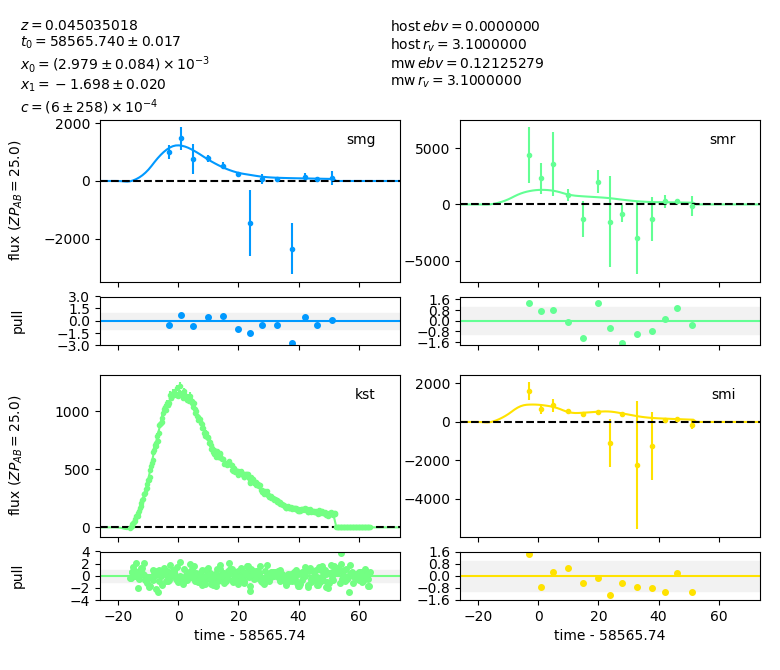 z = 0.045035018
t0 = 58565.740 ± 0.017
x0 = (2.979 ± 0.084) × 10^-3
x1 = −1.698 ± 0.020
c = (6 ± 258) × 10^-4
host ebv = 0.0000000
host rv = 3.1000000
mw ebv = 0.12125279
mw rv = 3.1000000
flux (ZPAB = 25.0)
2000
0
−2000
smg
5000
0
−5000
smr
pull
3.0
1.5
0.0
−1.5
−3.0
1.6
0.8
0.0
−0.8
−1.6
flux (ZPAB = 25.0)
1000
500
0
kst
2000
0
−2000
−4000
smi
pull
4
2
0
−2
−4
1.6
0.8
0.0
−0.8
−1.6
−20 0 20 40 60
time - 58565.74
−20 0 20 40 60
time - 58565.74